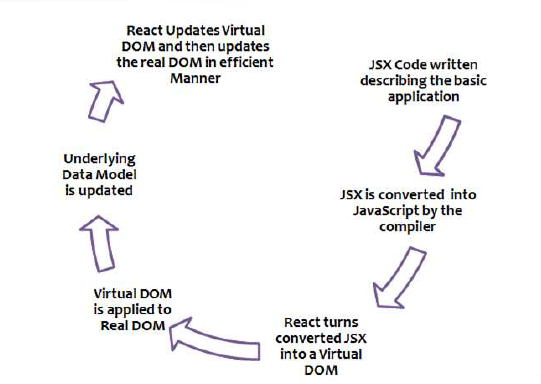 JSX Code written
describing the basic
application
JSX is converted into
JavaScript by the
compiler
React turns
converted JSX
into a Virtual
DOM
Virtual DOM
is applied to
Real DOM
Underlying
Data Model
is updated
React Updates Virtual
DOM and then updates
the real DOM in efficient
Manner